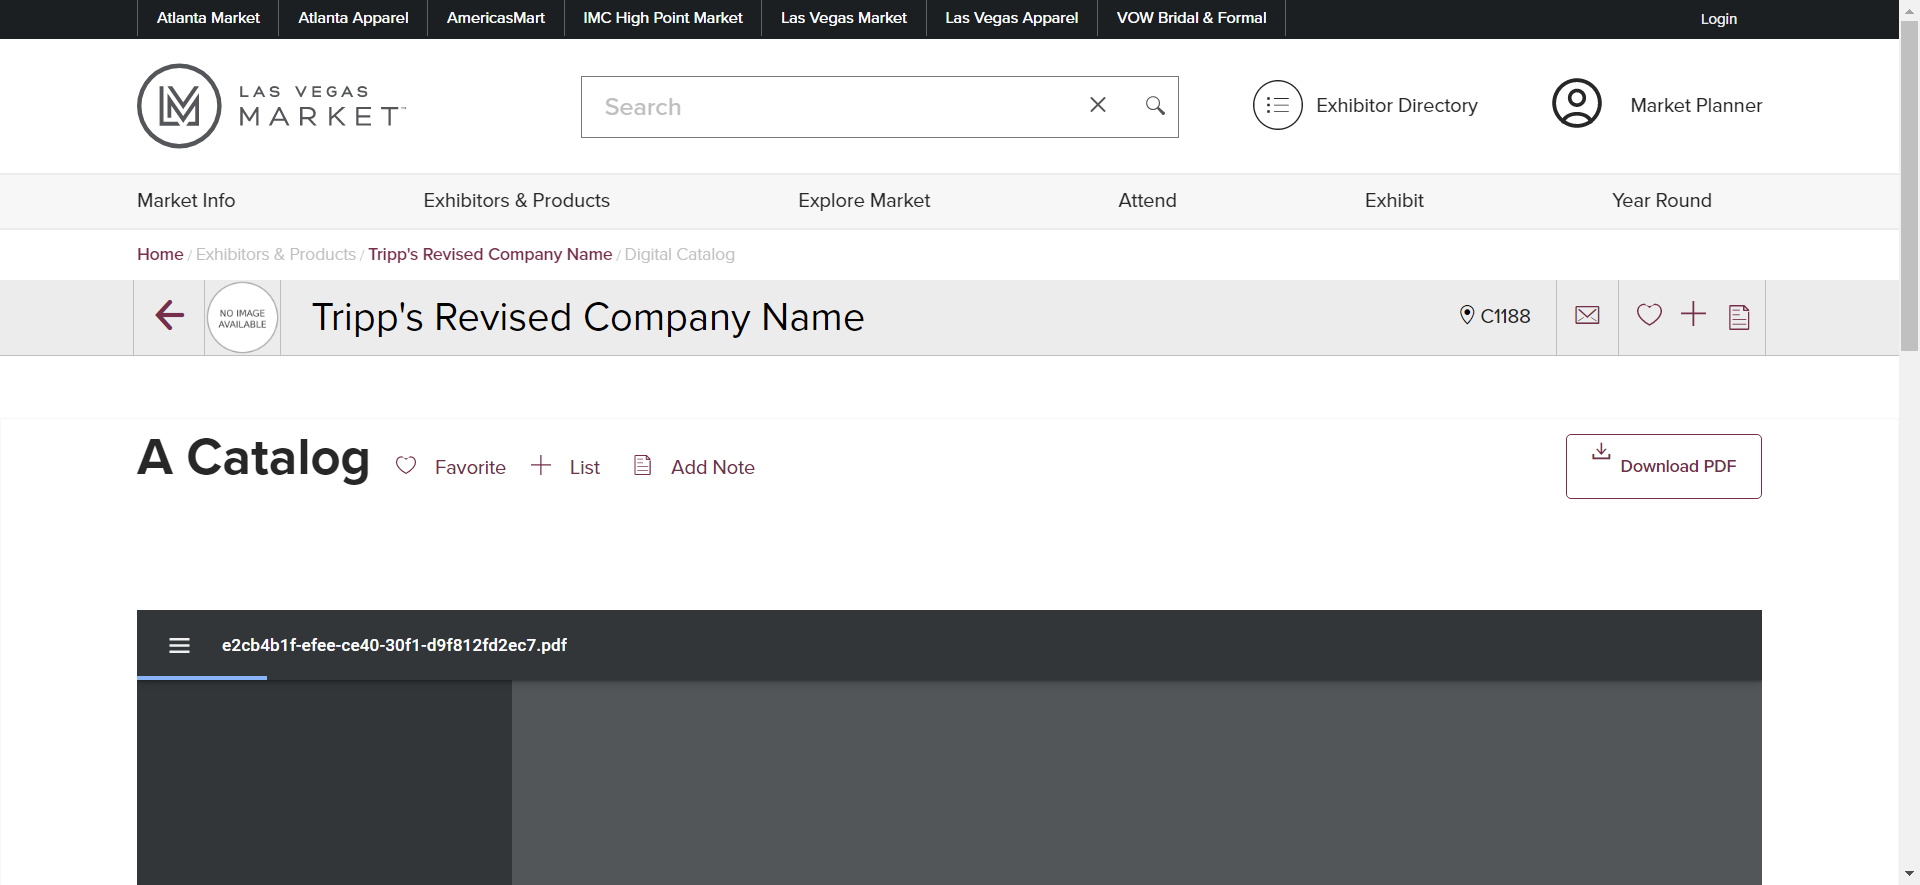 Atlanta Market Atlanta Apparel AmericasMart IMC High Point Market Las Vegas Market Las Vegas Apparel VOW Bridal & Formal Login
LAS VEGAS
MARKET™
Search
Exhibitor Directory
Market Planner
Market Info Exhibitors & Products Explore Market Attend Exhibit Year Round
Home / Exhibitors & Products / Tripp's Revised Company Name / Digital Catalog
NO IMAGE
AVAILABLE
Tripp's Revised Company Name
C1188
A Catalog Favorite List Add Note
Download PDF
e2cb4b1f-efee-ce40-30f1-d9f812fd2ec7.pdf